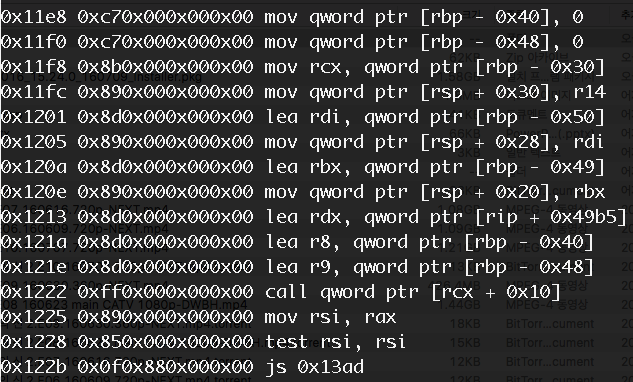 0x11e8 0xc70x000x000x00 mov qword ptr [rbp - 0x40], 0
0x11f0 0xc70x000x000x00 mov qword ptr [rbp - 0x48], 0
0x11f8 0x8b0x000x000x00 mov rcx, qword ptr [rbp - 0x30]
0x11fc 0x890x000x000x00 mov qword ptr [rsp + 0x30], r14
0x1201 0x8d0x000x000x00 lea rdi, qword ptr [rbp - 0x50]
0x1205 0x890x000x000x00 mov qword ptr [rsp + 0x28], rdi
0x120a 0x8d0x000x000x00 lea rbx, qword ptr [rbp - 0x49]
0x120e 0x890x000x000x00 mov qword ptr [rsp + 0x20], rbx
0x1213 0x8d0x000x000x00 lea rdx, qword ptr [rip + 0x49b5]
0x121a 0x8d0x000x000x00 lea r8, qword ptr [rbp - 0x40]
0x121e 0x8d0x000x000x00 lea r9, qword ptr [rbp - 0x48]
0x1222 0xff0x000x000x00 call qword ptr [rcx + 0x10]
0x1225 0x890x000x000x00 mov rsi, rax
0x1228 0x850x000x000x00 test rsi, rsi
0x122b 0x0f0x880x000x00 js 0x13ad